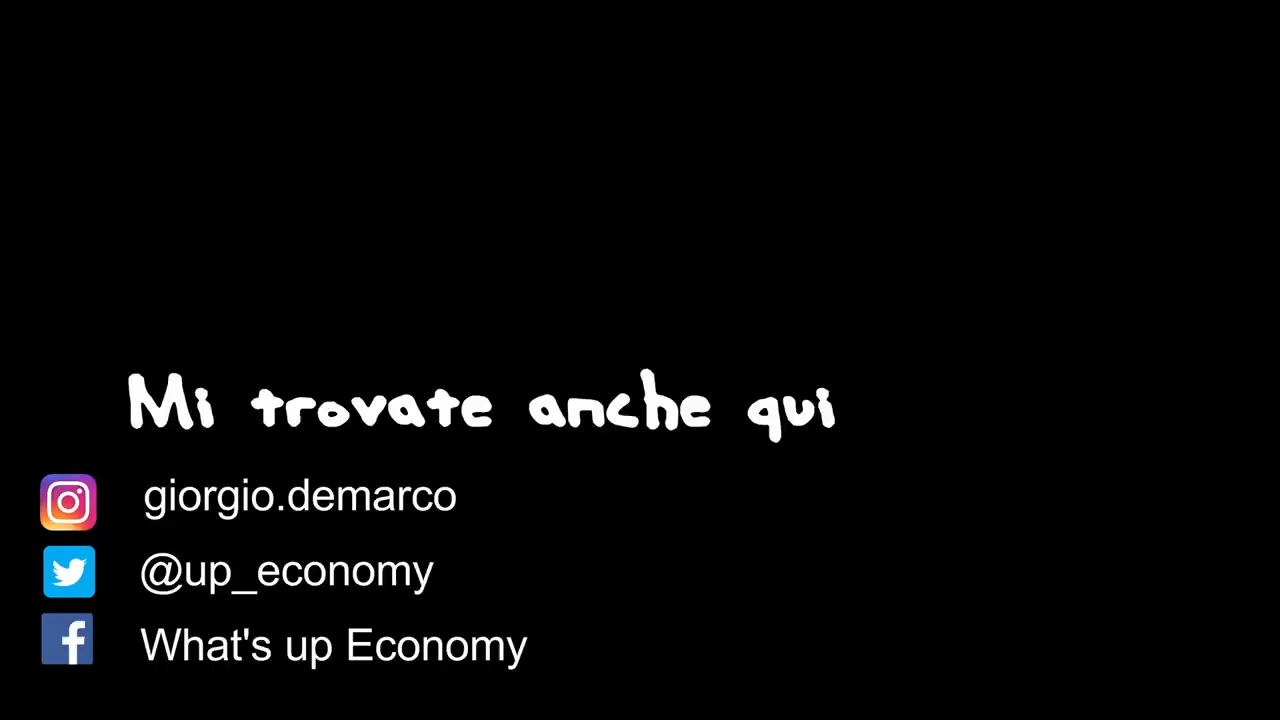 Mi trovate anche qui
giorgio.demarco
@up_economy
What's up Economy